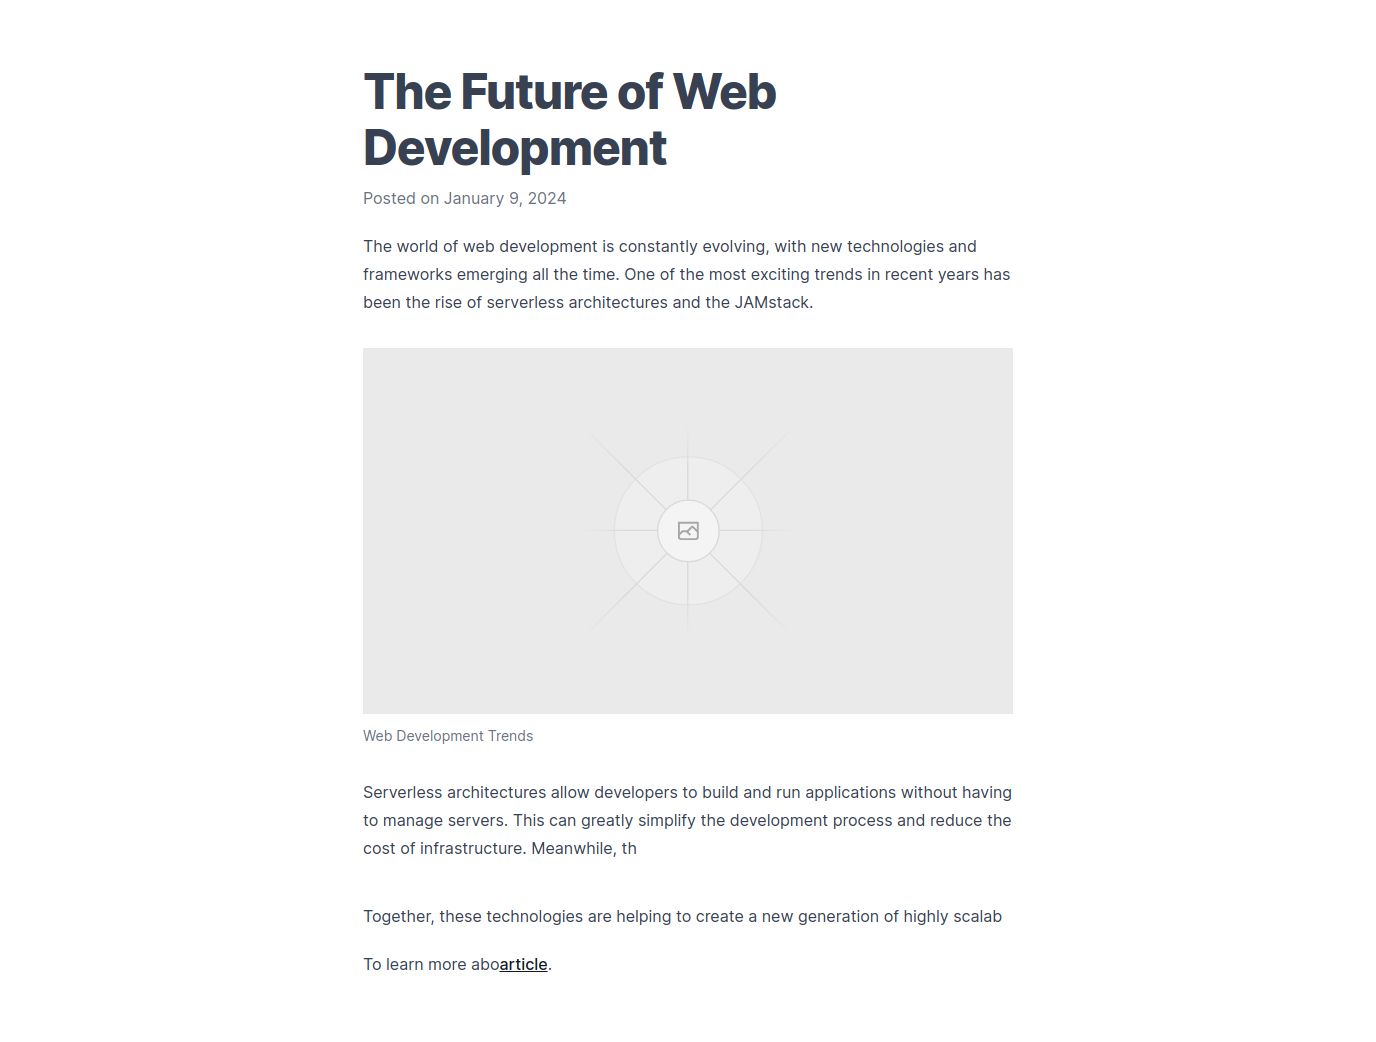 The Future of Web
Development
Posted on January 9, 2024
The world of web development is constantly evolving, with new technologies and
frameworks emerging all the time. One of the most exciting trends in recent years has
been the rise of serverless architectures and the JAMstack.
Web Development Trends
Serverless architectures allow developers to build and run applications without having
to manage servers. This can greatly simplify the development process and reduce the
cost of infrastructure. Meanwhile, th
Together, these technologies are helping to create a new generation of highly scalab
To learn more aboarticle.